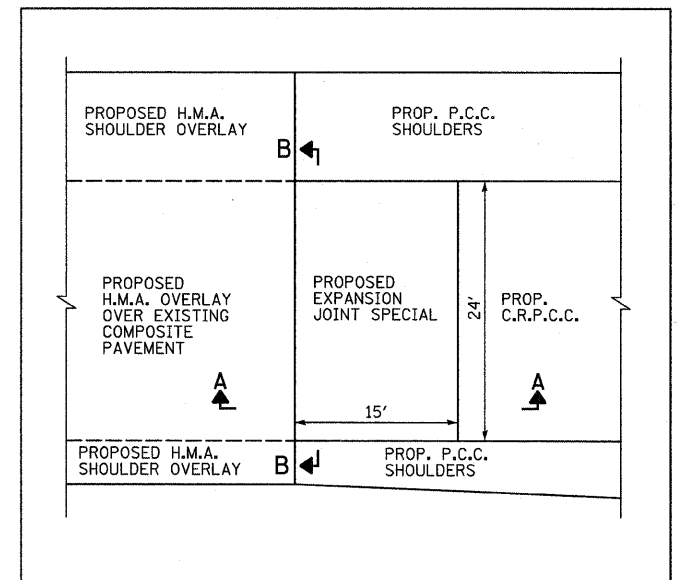 PROPOSED H.M.A.
SHOULDER OVERLAY
PROP. P.C.C.
SHOULDERS
B
PROPOSED
H.M.A. OVERLAY
OVER EXISTING
COMPOSITE
PAVEMENT
PROPOSED
EXPANSION
JOINT SPECIAL
24'
PROP.
C.R.P.C.C.
A
A
15'
PROPOSED H.M.A.
SHOULDER OVERLAY
B
PROP. P.C.C.
SHOULDERS